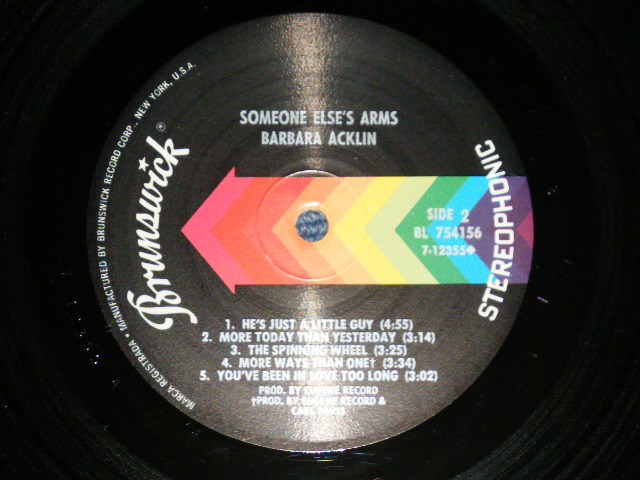 SOMEONE ELSE'S ARMS
BARBARA ACKLIN
Brunswick®
STEREOPHONIC
SIDE 2
BL 754156
7-12355◆
1. HE'S JUST A LITTLE GUY (4:55)
2. MORE TODAY THAN YESTERDAY (3:14)
3. THE SPINNING WHEEL (3:25)
4. MORE WAYS THAN ONE† (3:34)
5. YOU'VE BEEN IN LOVE TOO LONG (3:02)
PROD. BY EUGENE RECORD
†PROD. BY EUGENE RECORD &
CARL DAVIS
MARCA REGISTRADA • MANUFACTURED BY BRUNSWICK RECORD CORP., NEW YORK, U.S.A.